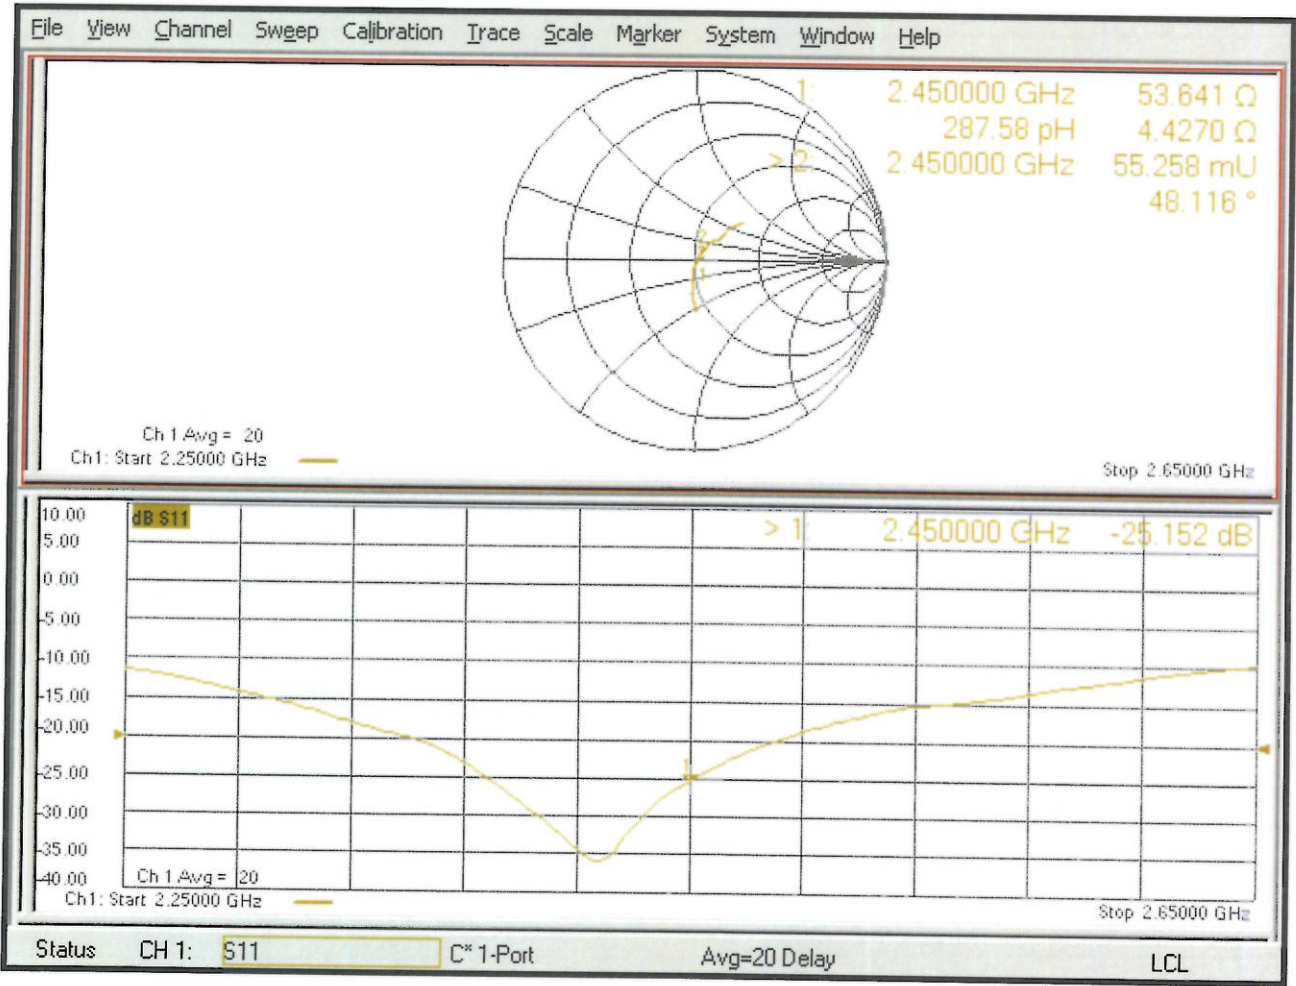 File View Channel Sweep Calibration Trace Scale Marker System Window Help
1: 2.450000 GHz 53.641 Ω
287.58 pH 4.4270 Ω
> 2: 2.450000 GHz 55.258 mU
48.116 °
2
1
Ch 1 Avg = 20
Ch1: Start 2.25000 GHz
Stop 2.65000 GHz
10.00
dB S11
> 1: 2.450000 GHz -25.152 dB
5.00
0.00
-5.00
-10.00
-15.00
-20.00
1
-25.00
-30.00
-35.00
-40.00
Ch 1 Avg = 20
Ch1: Start 2.25000 GHz
Stop 2.65000 GHz
Status CH 1: S11 C* 1-Port Avg=20 Delay LCL